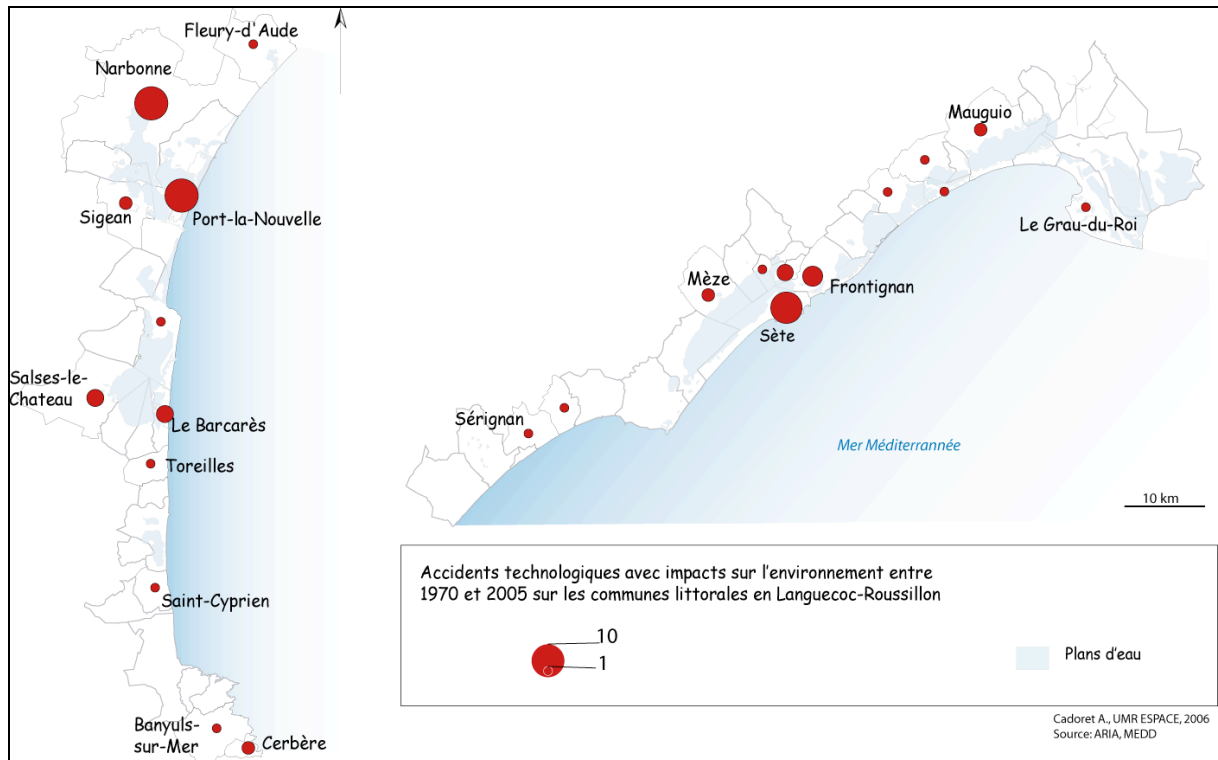 Fleury-d'Aude
Narbonne
Sigean
Port-la-Nouvelle
Salses-le-
Chateau
Le Barcarès
Toreilles
Saint-Cyprien
Banyuls-
sur-Mer
Cerbère
Mauguio
Le Grau-du-Roi
Mèze
Frontignan
Sète
Sérignan
Mer Méditerrannée
10 km
Accidents technologiques avec impacts sur l'environnement entre
1970 et 2005 sur les communes littorales en Languecoc-Roussillon
10
1
Plans d'eau
Cadoret A., UMR ESPACE, 2006
Source: ARIA, MEDD